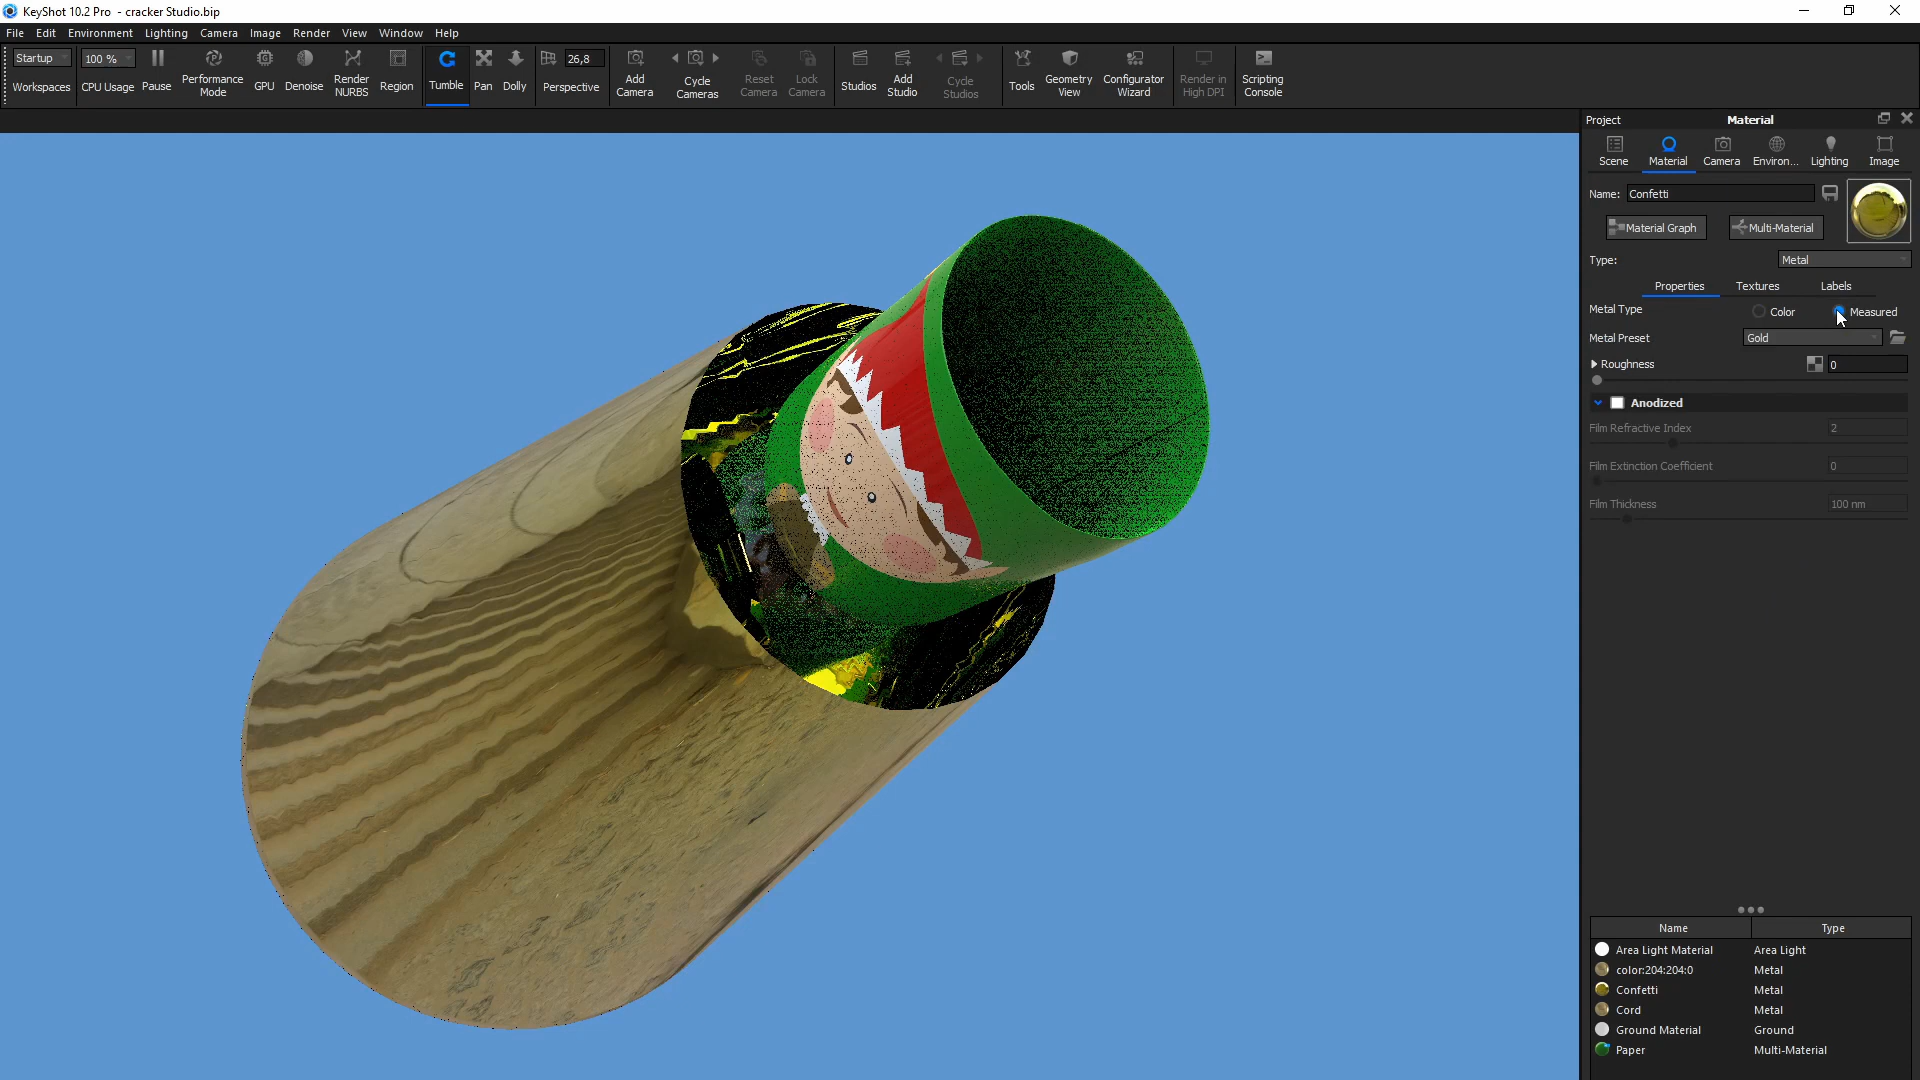 KeyShot 10.2 Pro - cracker Studio.bip
File Edit Environment Lighting Camera Image Render View Window Help
Startup 100 % 26,8
Workspaces CPU Usage Pause Performance Mode GPU Denoise Render NURBS Region Tumble Pan Dolly Perspective Add Camera Cycle Cameras Reset Camera Lock Camera Studios Add Studio Cycle Studios Tools Geometry View Configurator Wizard Render in High DPI Scripting Console
Project Material
Scene Material Camera Environ... Lighting Image
Name: Confetti
Material Graph Multi-Material
Type: Metal
Properties Textures Labels
Metal Type Color Measured
Metal Preset Gold
Roughness 0
Anodized
Film Refractive Index 2
Film Extinction Coefficient 0
Film Thickness 100 nm
Name Type
Area Light Material Area Light
color:204:204:0 Metal
Confetti Metal
Cord Metal
Ground Material Ground
Paper Multi-Material